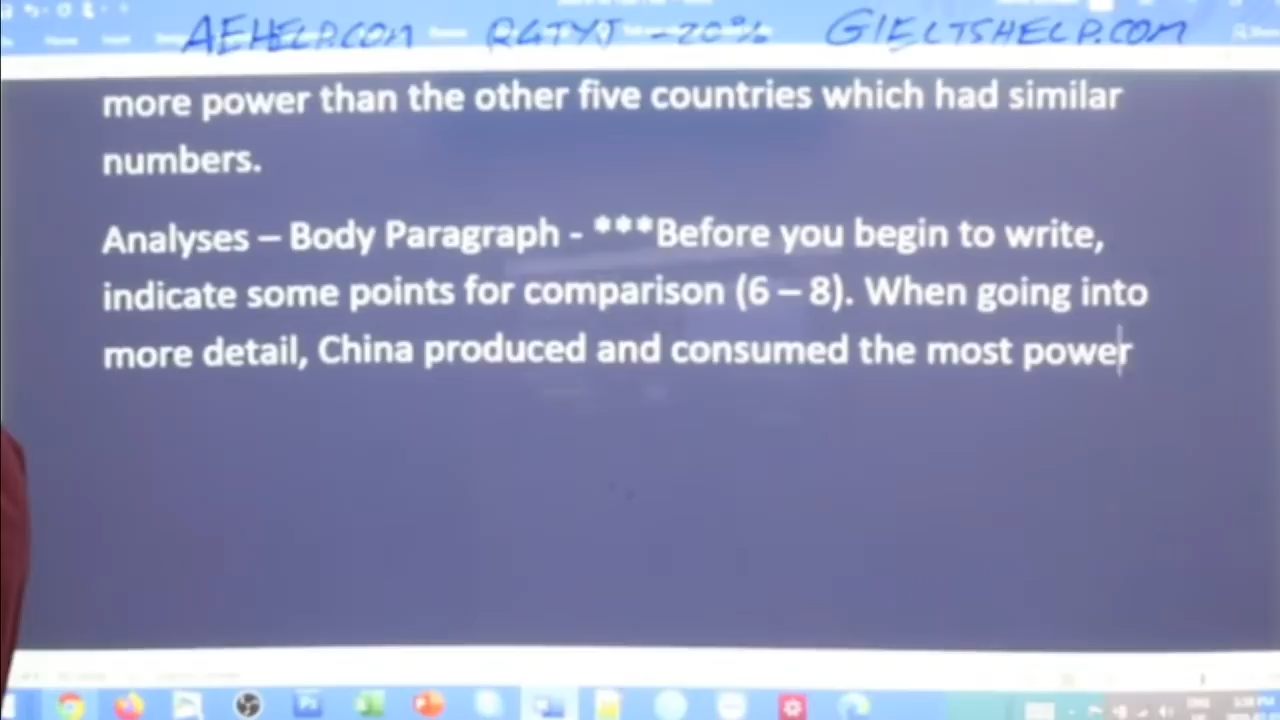 AEHELP.COM R4TYJ -20% GIELTSHELP.COM
more power than the other five countries which had similar
numbers.
Analyses – Body Paragraph - ***Before you begin to write,
indicate some points for comparison (6 – 8). When going into
more detail, China produced and consumed the most power